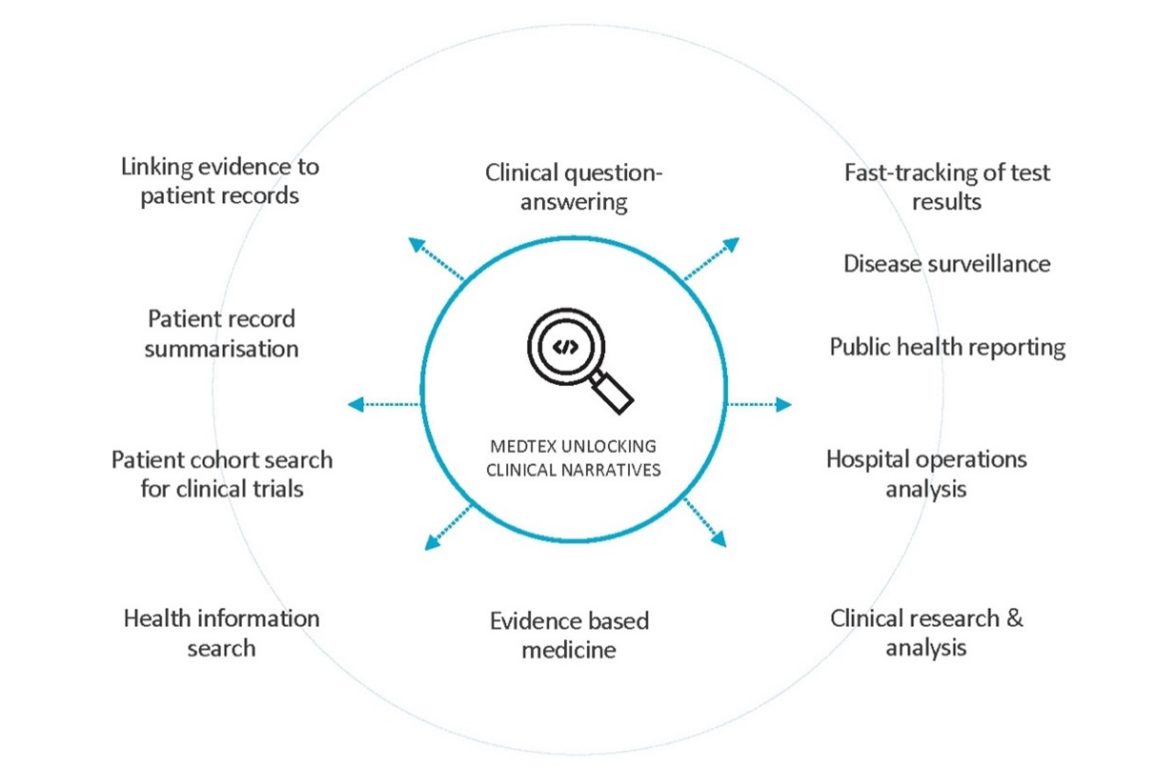 Linking evidence to
patient records
Clinical question-
answering
Fast-tracking of test
results
Disease surveillance
Patient record
summarisation
Public health reporting
</>
MEDTEX UNLOCKING
CLINICAL NARRATIVES
Patient cohort search
for clinical trials
Hospital operations
analysis
Health information
search
Evidence based
medicine
Clinical research &
analysis